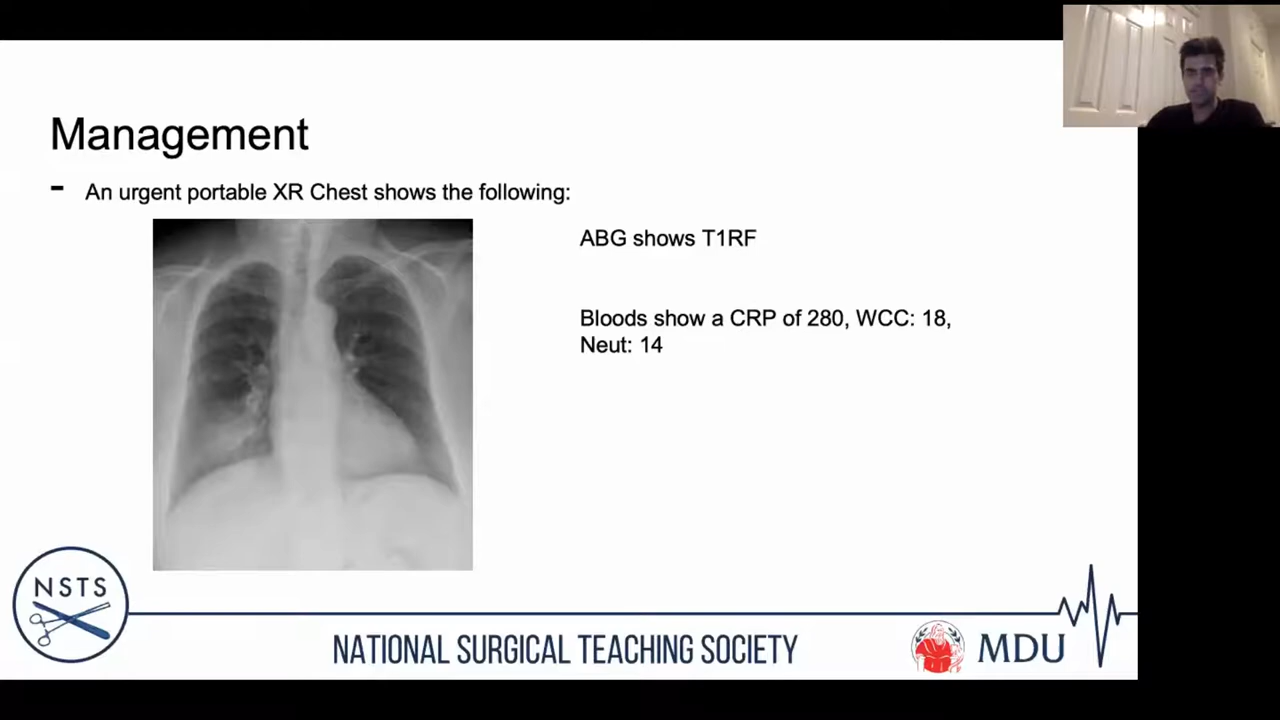 Management
- An urgent portable XR Chest shows the following:
ABG shows T1RF
Bloods show a CRP of 280, WCC: 18,
Neut: 14
NSTS
NATIONAL SURGICAL TEACHING SOCIETY
MDU